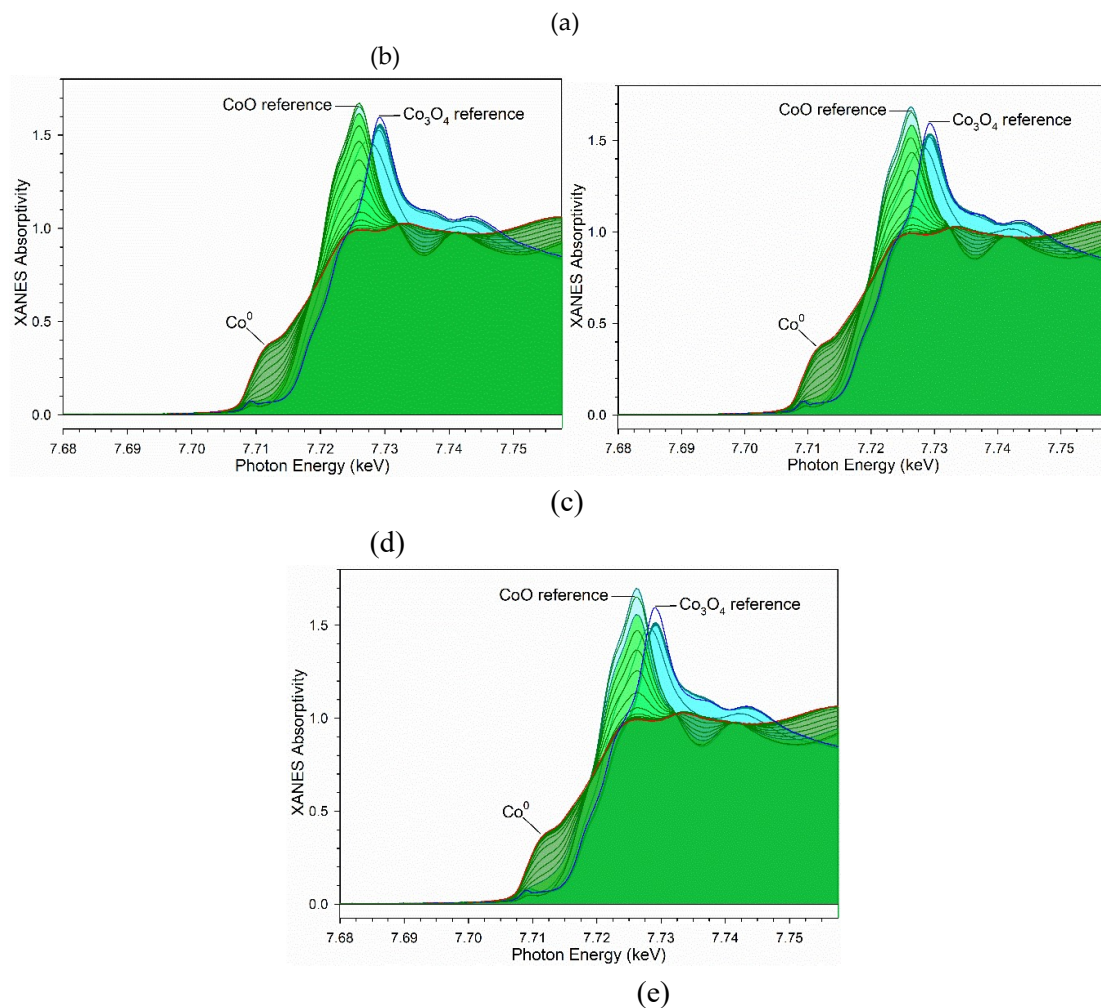 (a)
(b)
CoO reference
Co₃O₄ reference
Co⁰
XANES Absorptivity
1.5
1.0
0.5
0.0
7.68 7.69 7.70 7.71 7.72 7.73 7.74 7.75
Photon Energy (keV)
CoO reference
Co₃O₄ reference
Co⁰
XANES Absorptivity
1.5
1.0
0.5
0.0
7.68 7.69 7.70 7.71 7.72 7.73 7.74 7.75
Photon Energy (keV)
(c)
(d)
CoO reference
Co₃O₄ reference
Co⁰
XANES Absorptivity
1.5
1.0
0.5
0.0
7.68 7.69 7.70 7.71 7.72 7.73 7.74 7.75
Photon Energy (keV)
(e)